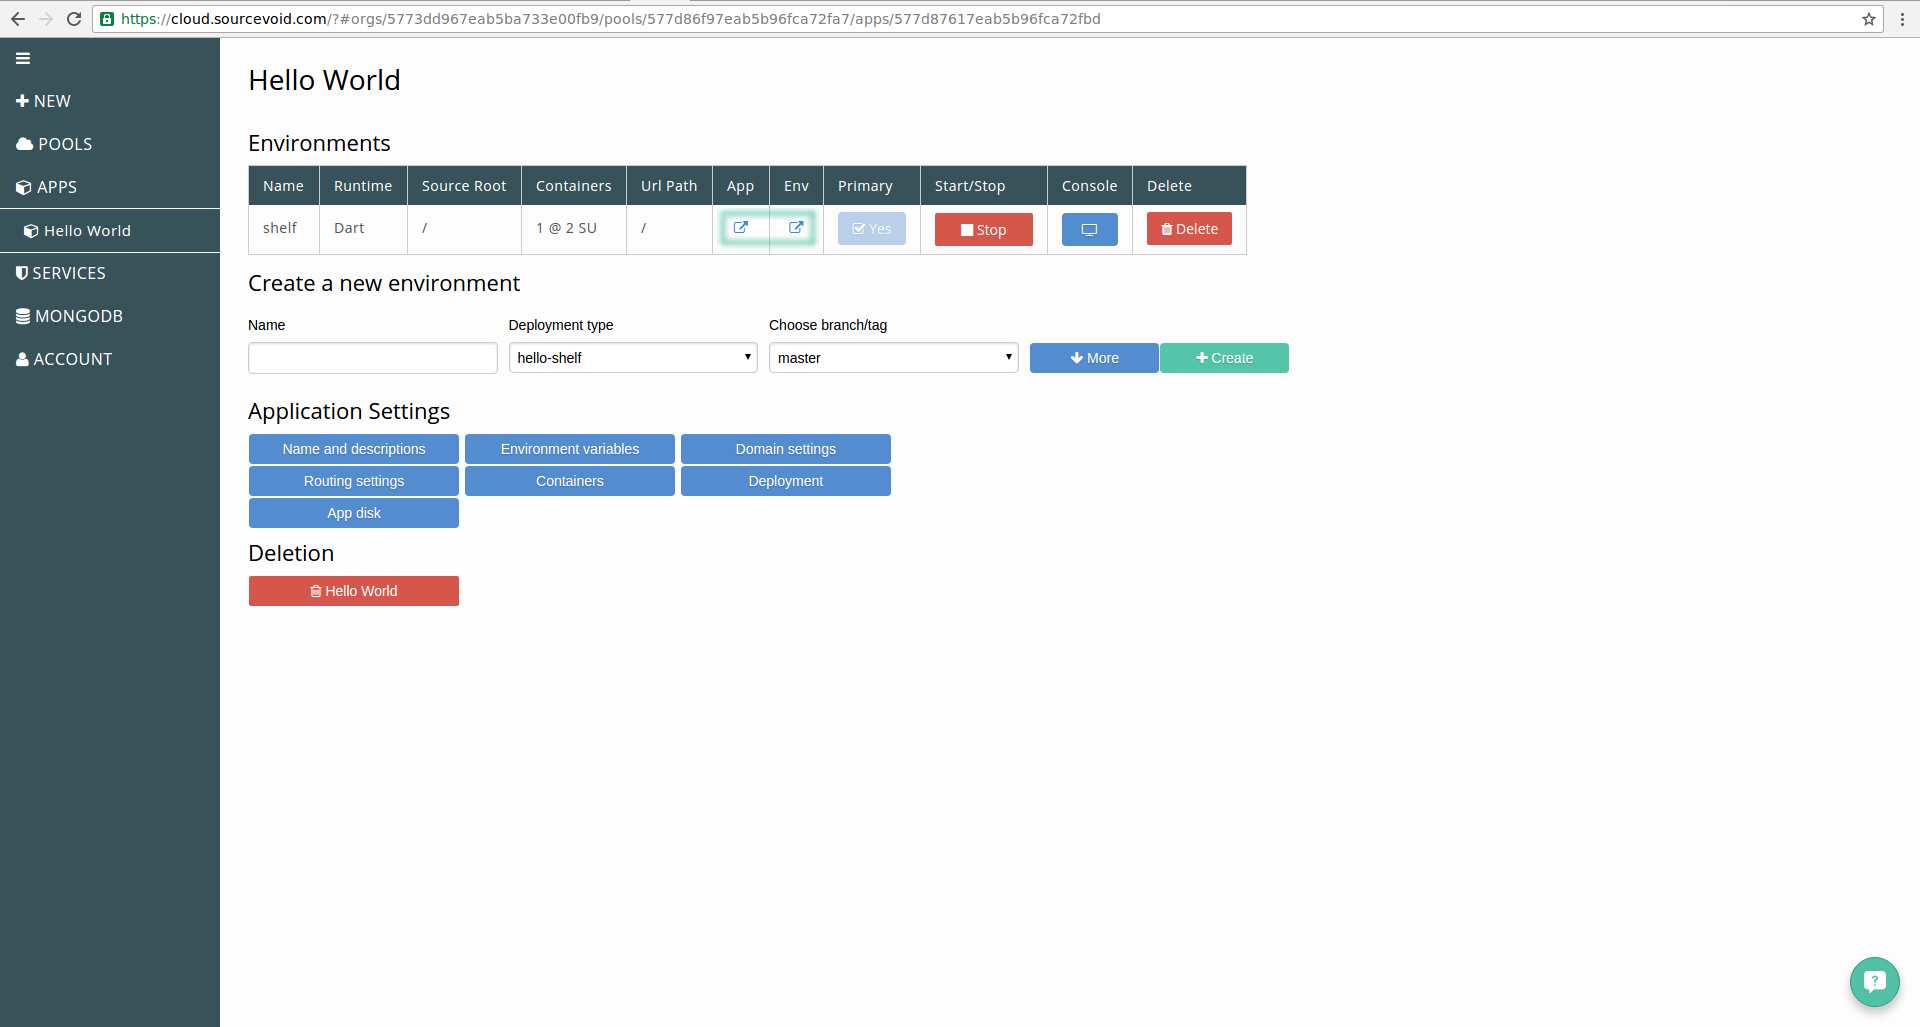 https://cloud.sourcevoid.com/?#orgs/5773dd967eab5ba733e00fb9/pools/577d86f97eab5b96fca72fa7/apps/577d87617eab5b96fca72fbd
NEW
POOLS
APPS
Hello World
SERVICES
MONGODB
ACCOUNT
Hello World
Environments
Name Runtime Source Root Containers Url Path App Env Primary Start/Stop Console Delete
shelf Dart / 1 @ 2 SU / Yes Stop Delete
Create a new environment
Name Deployment type Choose branch/tag
hello-shelf master More Create
Application Settings
Name and descriptions Environment variables Domain settings
Routing settings Containers Deployment
App disk
Deletion
Hello World
?